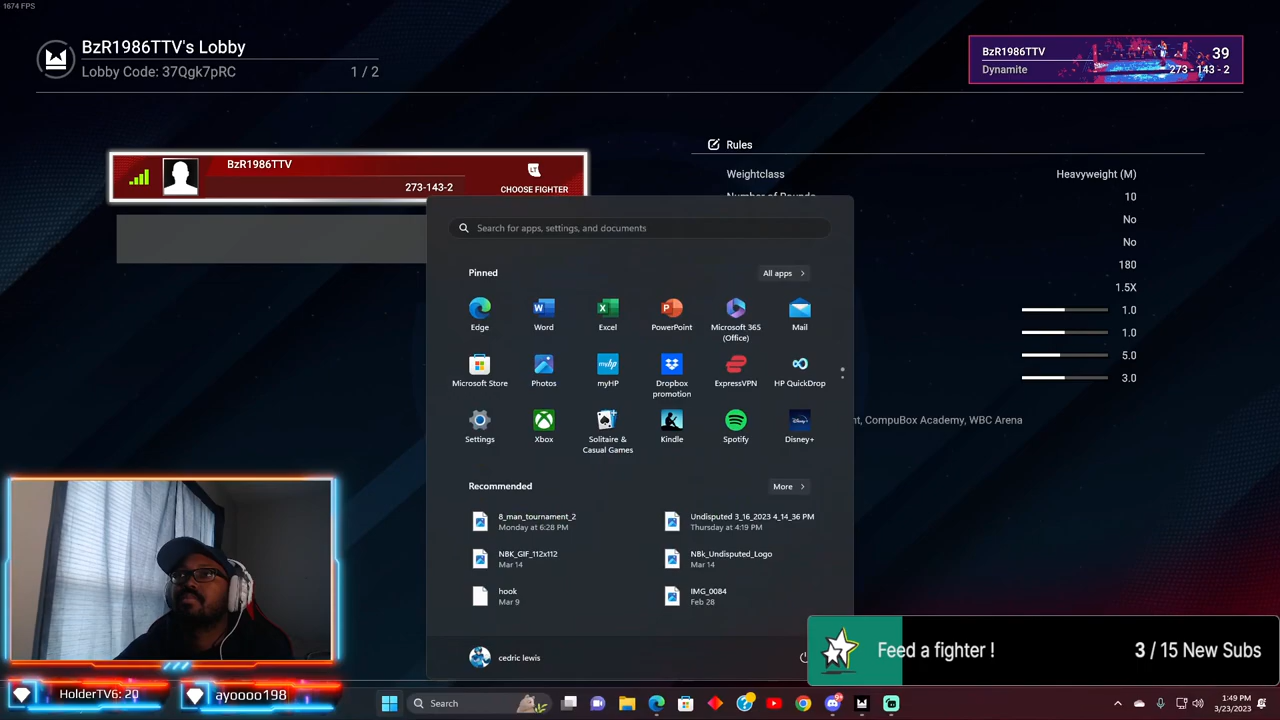 1674 FPS
BzR1986TTV's Lobby
Lobby Code: 37Qgk7pRC
1 / 2
BzR1986TTV
39
Dynamite
273 - 143 - 2
Rules
BzR1986TTV
LT
273-143-2
CHOOSE FIGHTER
Weightclass
Heavyweight (M)
Number of Rounds
10
No
No
180
1.5X
1.0
1.0
5.0
3.0
nt, CompuBox Academy, WBC Arena
Search for apps, settings, and documents
Pinned
All apps
Edge
Word
Excel
PowerPoint
Microsoft 365
(Office)
Mail
Microsoft Store
Photos
myHP
Dropbox
promotion
ExpressVPN
HP QuickDrop
Settings
Xbox
Solitaire &
Casual Games
Kindle
Spotify
Disney+
Recommended
More
8_man_tournament_2
Monday at 6:28 PM
Undisputed 3_16_2023 4_14_36 PM
Thursday at 4:19 PM
NBK_GIF_112x112
Mar 14
NBk_Undisputed_Logo
Mar 14
hook
Mar 9
IMG_0084
Feb 28
cedric lewis
Feed a fighter !
3 / 15 New Subs
HolderTV6: 20
ayoooo198
Search
1:49 PM
3/23/2023